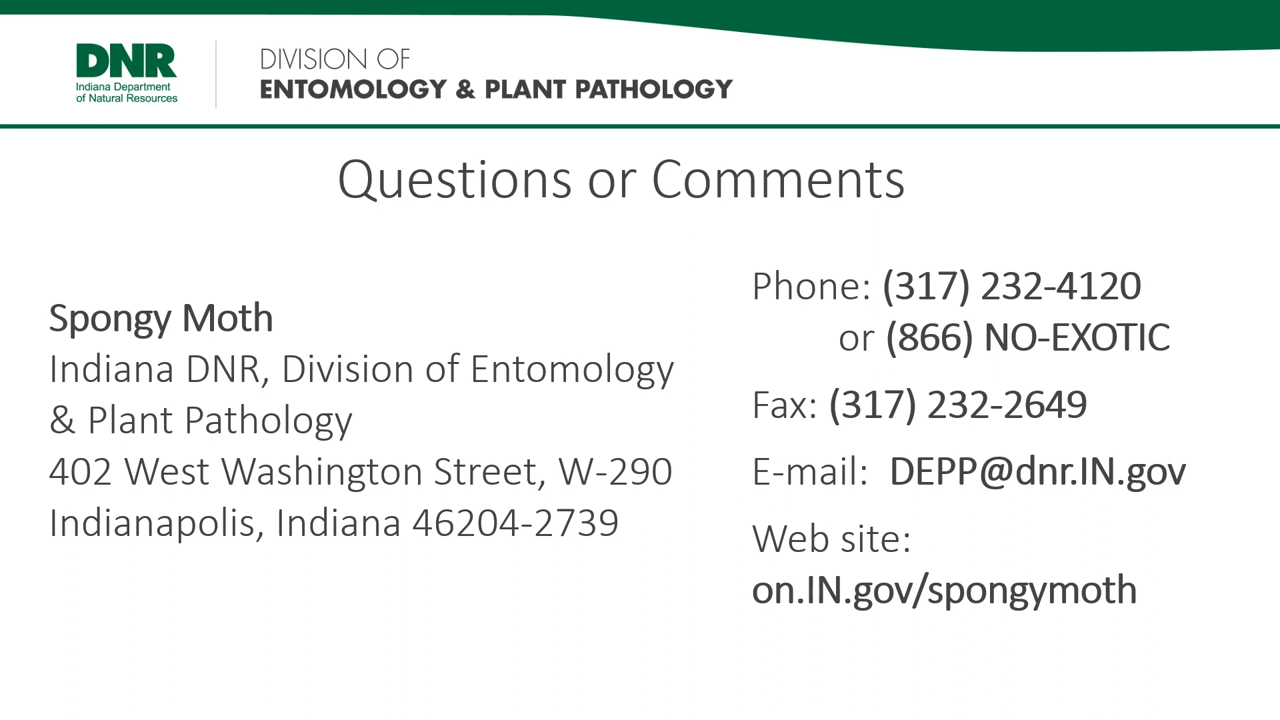 DNR
Indiana Department
of Natural Resources
DIVISION OF
ENTOMOLOGY & PLANT PATHOLOGY
Questions or Comments
Spongy Moth
Indiana DNR, Division of Entomology
& Plant Pathology
402 West Washington Street, W-290
Indianapolis, Indiana 46204-2739
Phone: (317) 232-4120
or (866) NO-EXOTIC
Fax: (317) 232-2649
E-mail: DEPP@dnr.IN.gov
Web site:
on.IN.gov/spongymoth